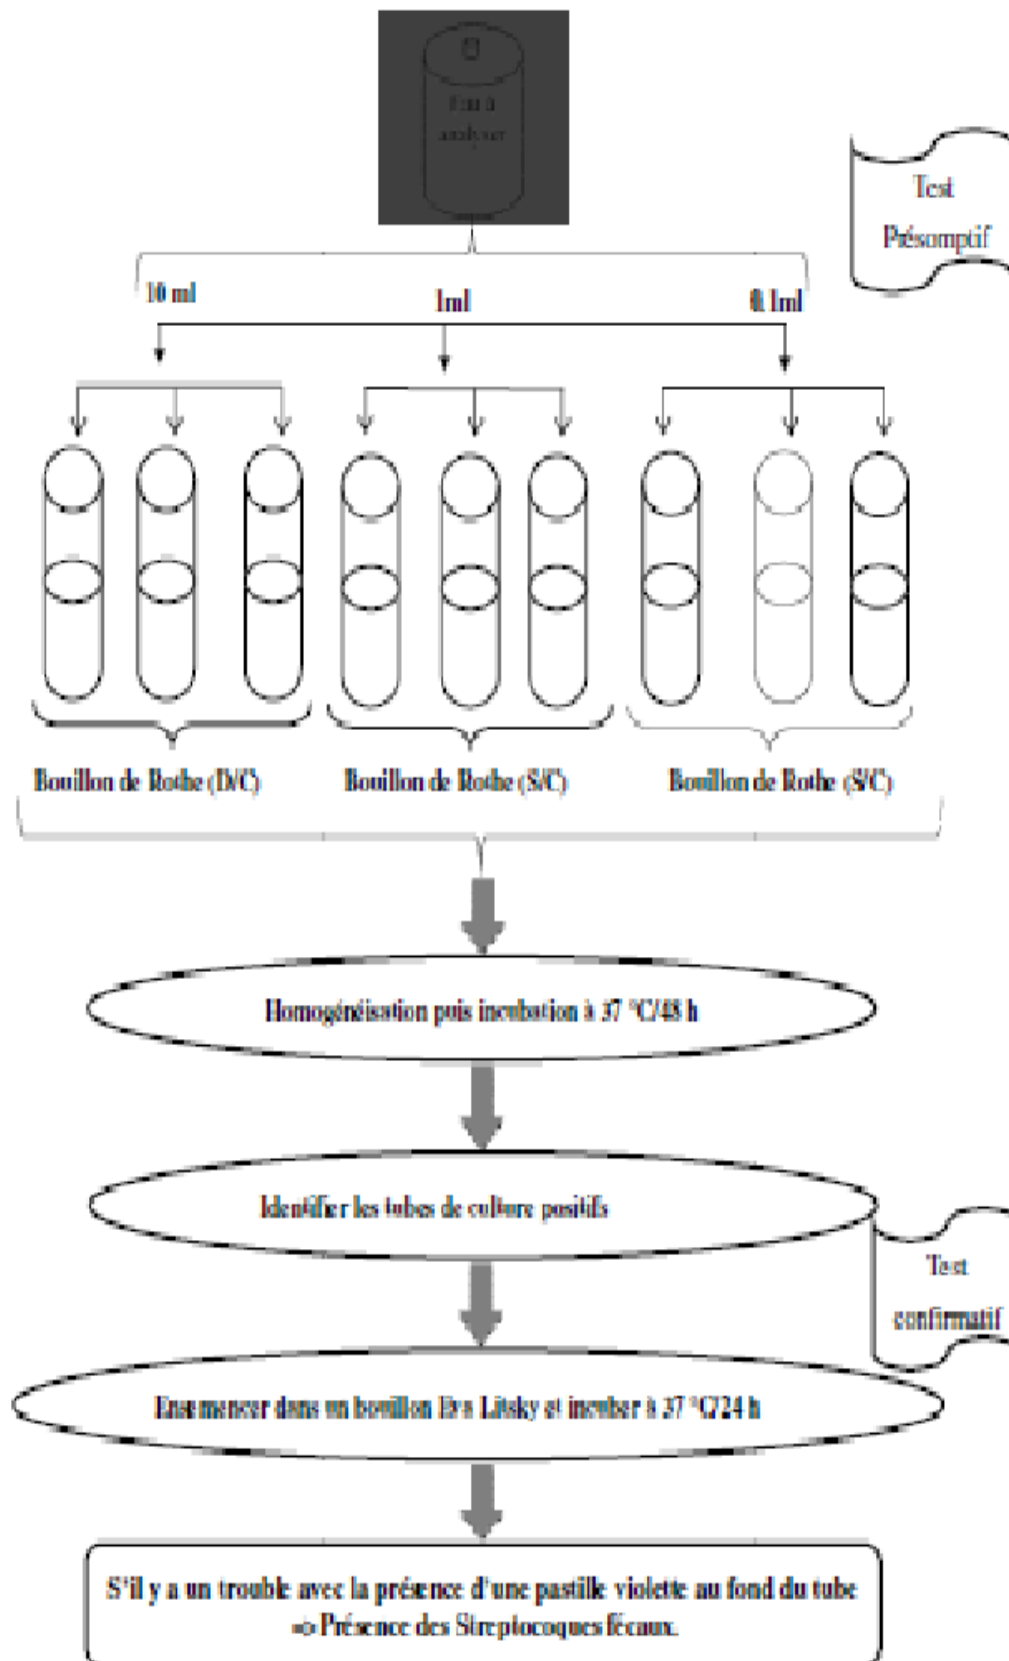 Eau à
analyser
Test
Présomptif
10 ml
1ml
0.1ml
Bouillon de Rothe (D/C)
Bouillon de Rothe (S/C)
Bouillon de Rothe (S/C)
Homogénéisation puis incubation à 37 °C/48 h
Identifier les tubes de culture positifs
Test
confirmatif
Ensemencer dans un bouillon Eva Litsky et incuber à 37 °C/24 h
S'il y a un trouble avec la présence d'une pastille violette au fond du tube
=> Présence des Streptocoques fécaux.